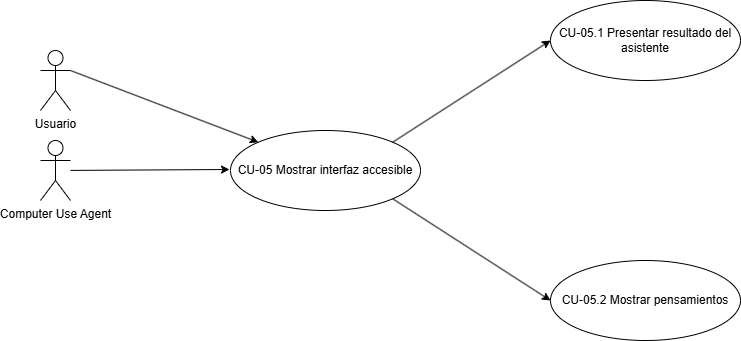 CU-05.1 Presentar resultado del
asistente
Usuario
CU-05 Mostrar interfaz accesible
Computer Use Agent
CU-05.2 Mostrar pensamientos